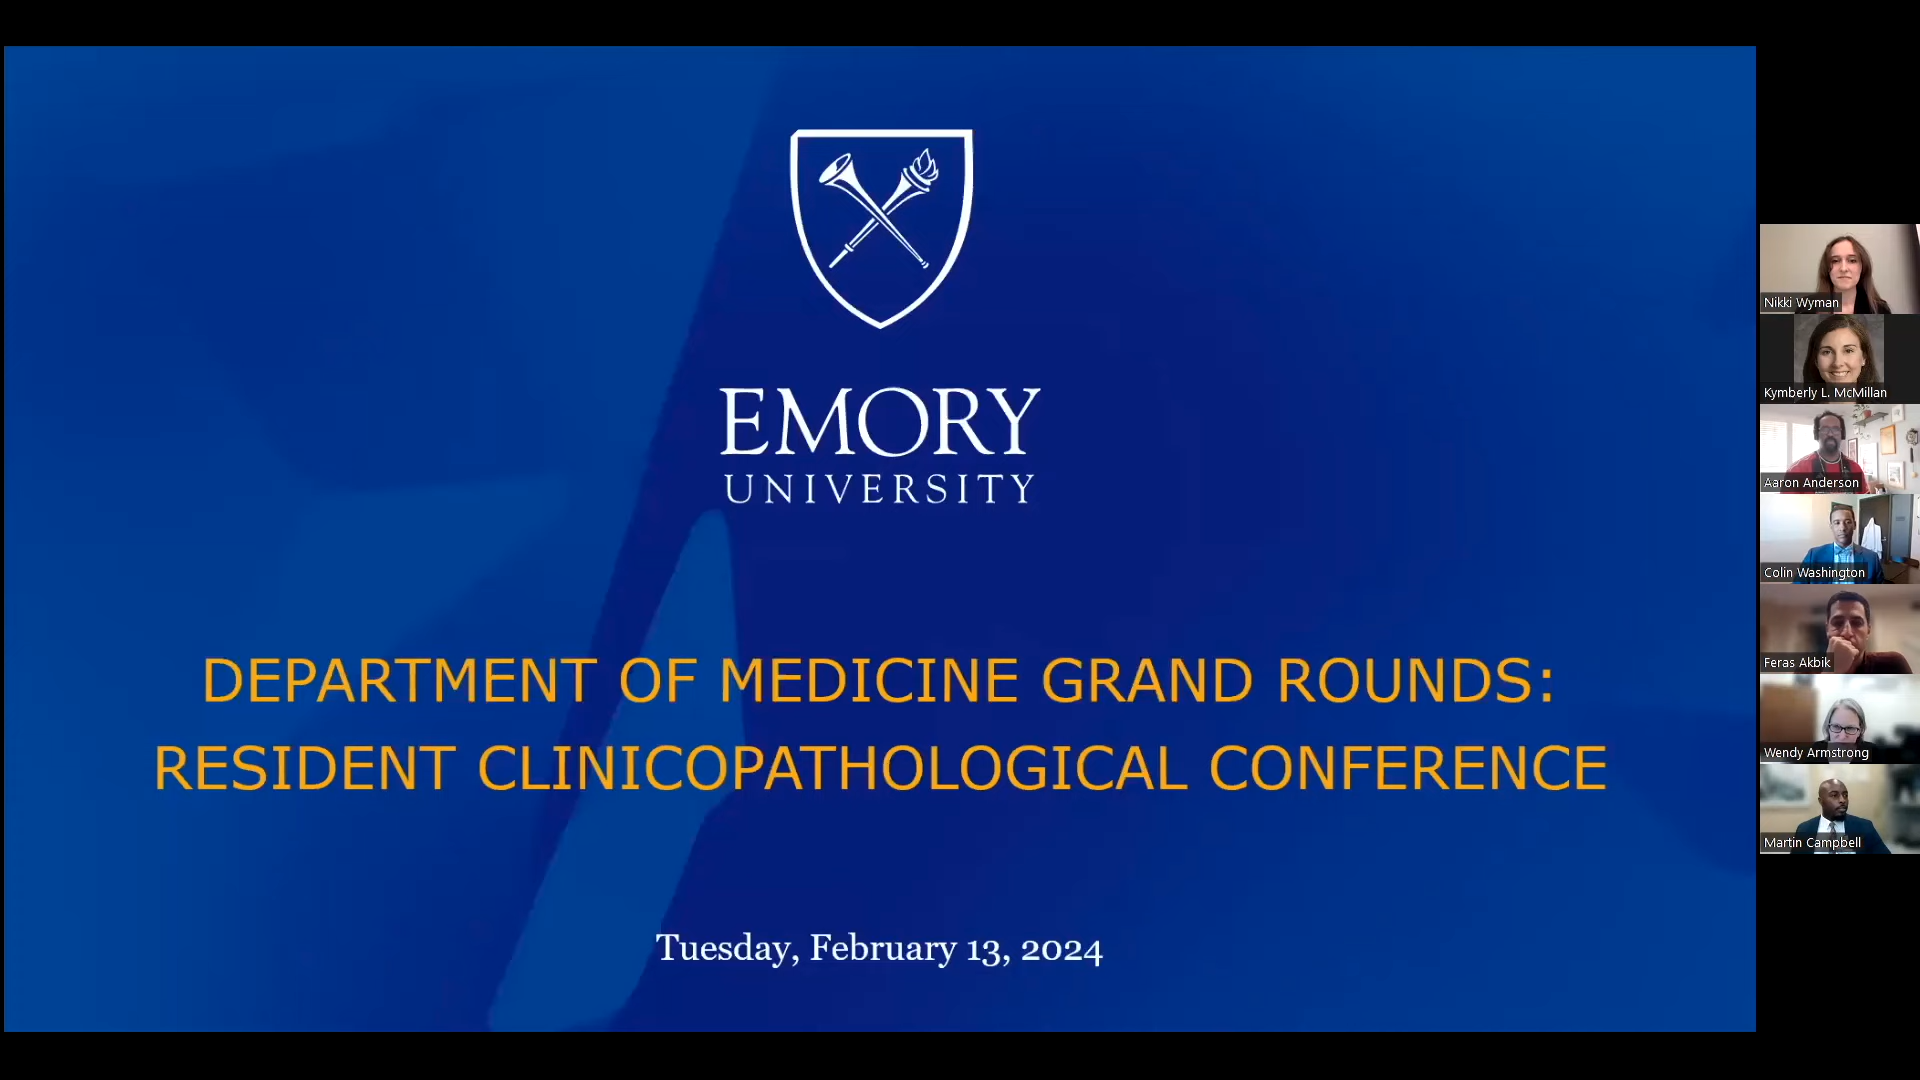 EMORY
UNIVERSITY
DEPARTMENT OF MEDICINE GRAND ROUNDS:
RESIDENT CLINICOPATHOLOGICAL CONFERENCE
Tuesday, February 13, 2024
Nikki Wyman
Kymberly L. McMillan
Aaron Anderson
Colin Washington
Feras Akbik
Wendy Armstrong
Martin Campbell